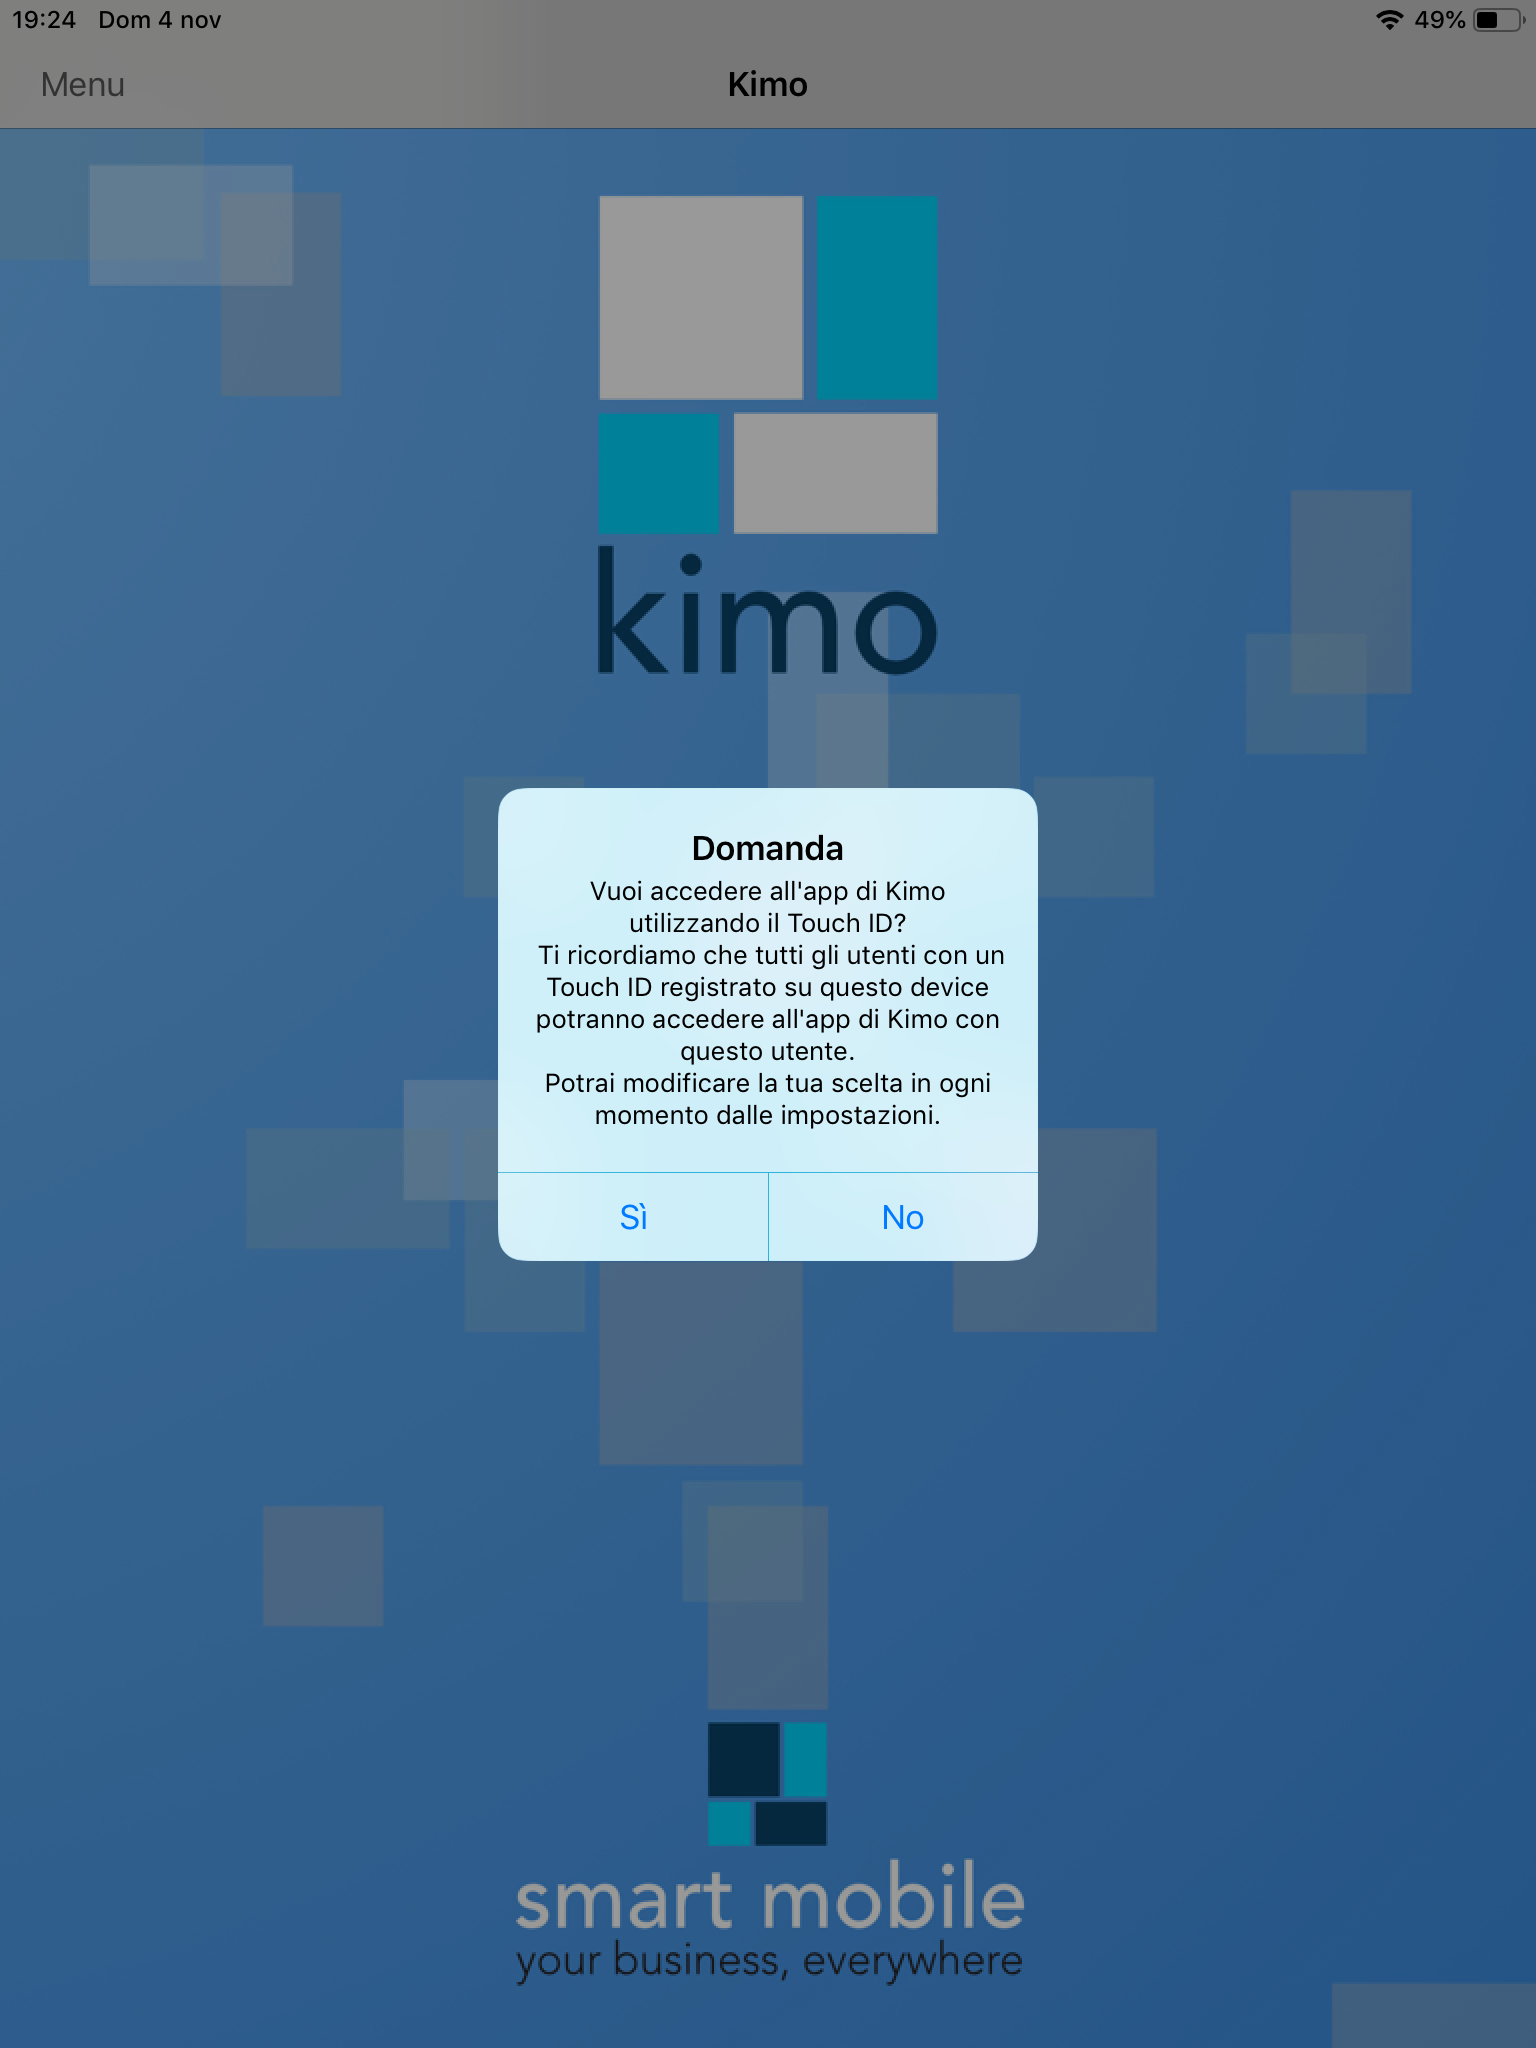 19:24 Dom 4 nov 49%
Menu Kimo
kimo
Domanda
Vuoi accedere all'app di Kimo
utilizzando il Touch ID?
Ti ricordiamo che tutti gli utenti con un
Touch ID registrato su questo device
potranno accedere all'app di Kimo con
questo utente.
Potrai modificare la tua scelta in ogni
momento dalle impostazioni.
Sì No
smart mobile
your business, everywhere